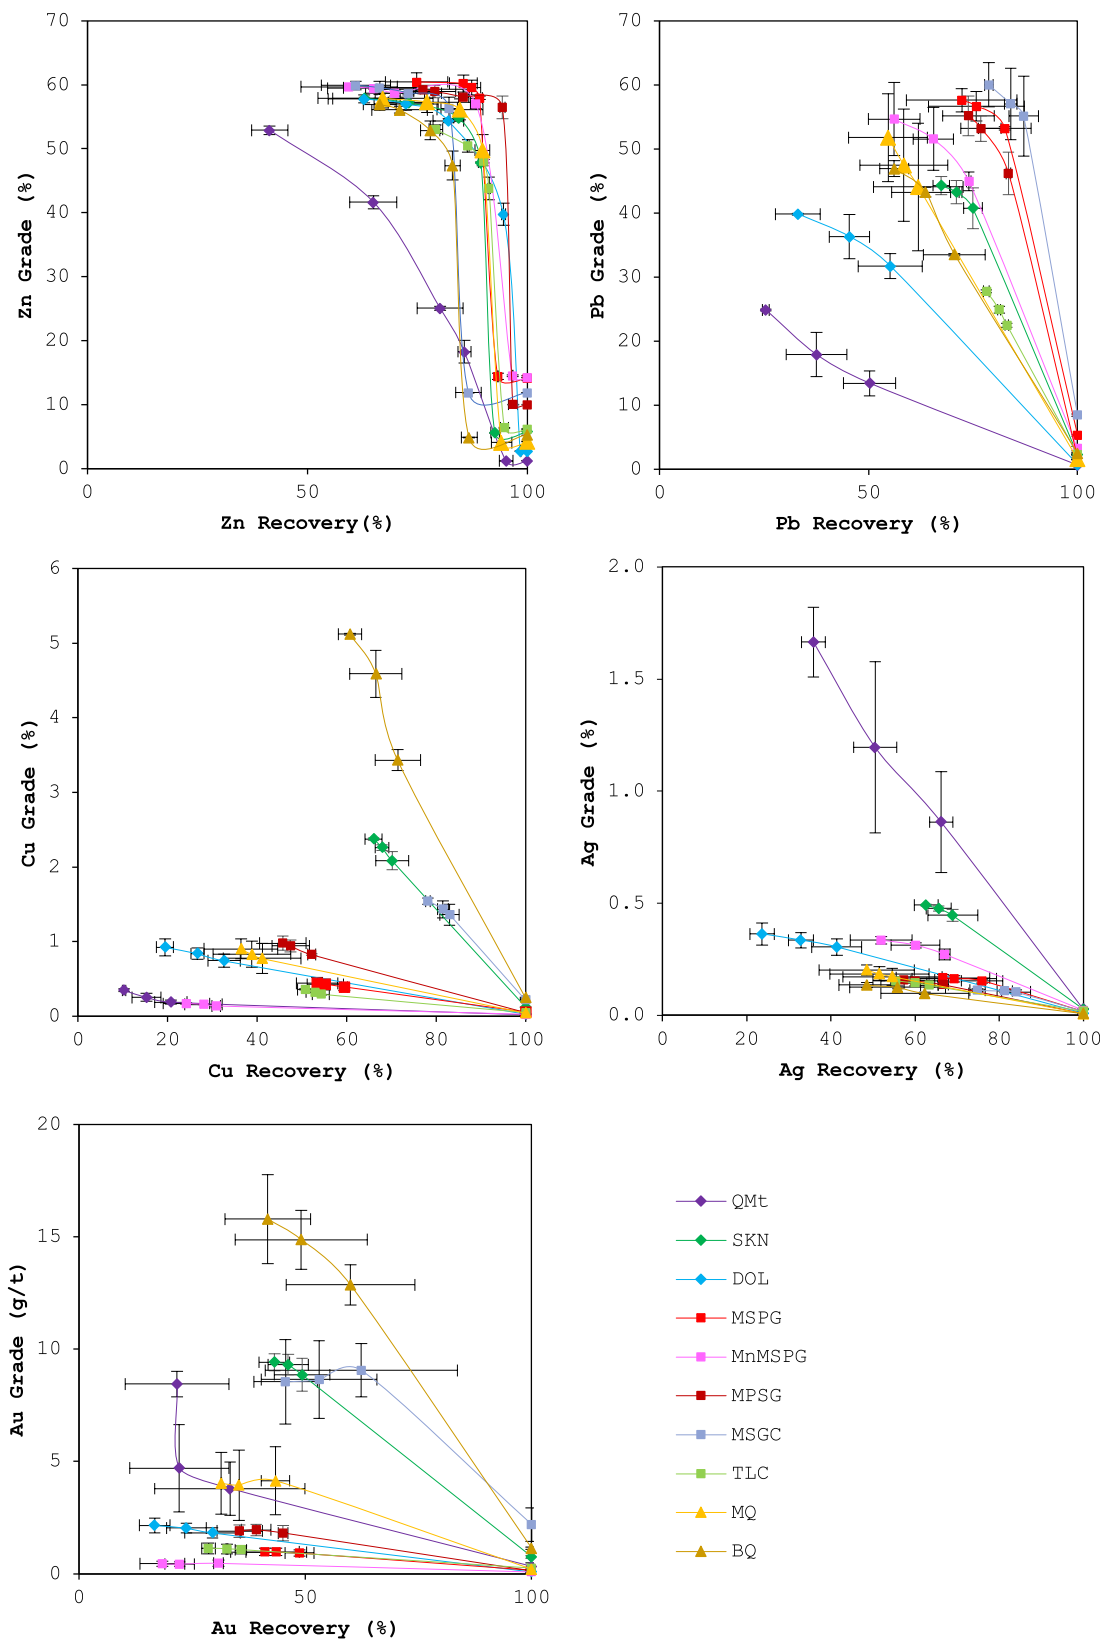 70
60
50
40
30
20
10
0
0
50
100
Zn Grade (%)
Zn Recovery(%)
70
60
50
40
30
20
10
0
0
50
100
Pb Grade (%)
Pb Recovery (%)
6
5
4
3
2
1
0
0
20
40
60
80
100
Cu Grade (%)
Cu Recovery (%)
2.0
1.5
1.0
0.5
0.0
0
20
40
60
80
100
Ag Grade (%)
Ag Recovery (%)
20
15
10
5
0
0
50
100
Au Grade (g/t)
Au Recovery (%)
QMt
SKN
DOL
MSPG
MnMSPG
MPSG
MSGC
TLC
MQ
BQ